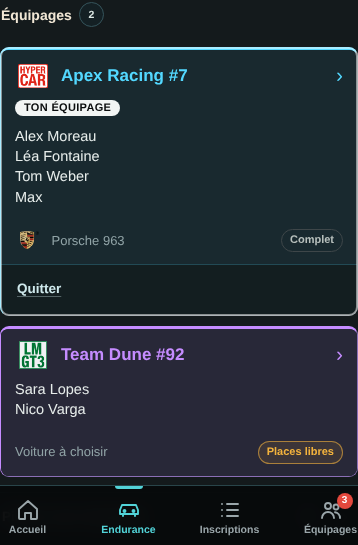 Équipages 2
HYPER
CAR
Apex Racing #7
TON ÉQUIPAGE
Alex Moreau
Léa Fontaine
Tom Weber
Max
Porsche 963
Complet
Quitter
LM
GT3
Team Dune #92
Sara Lopes
Nico Varga
Voiture à choisir
Places libres
3
Accueil
Endurance
Inscriptions
Équipages